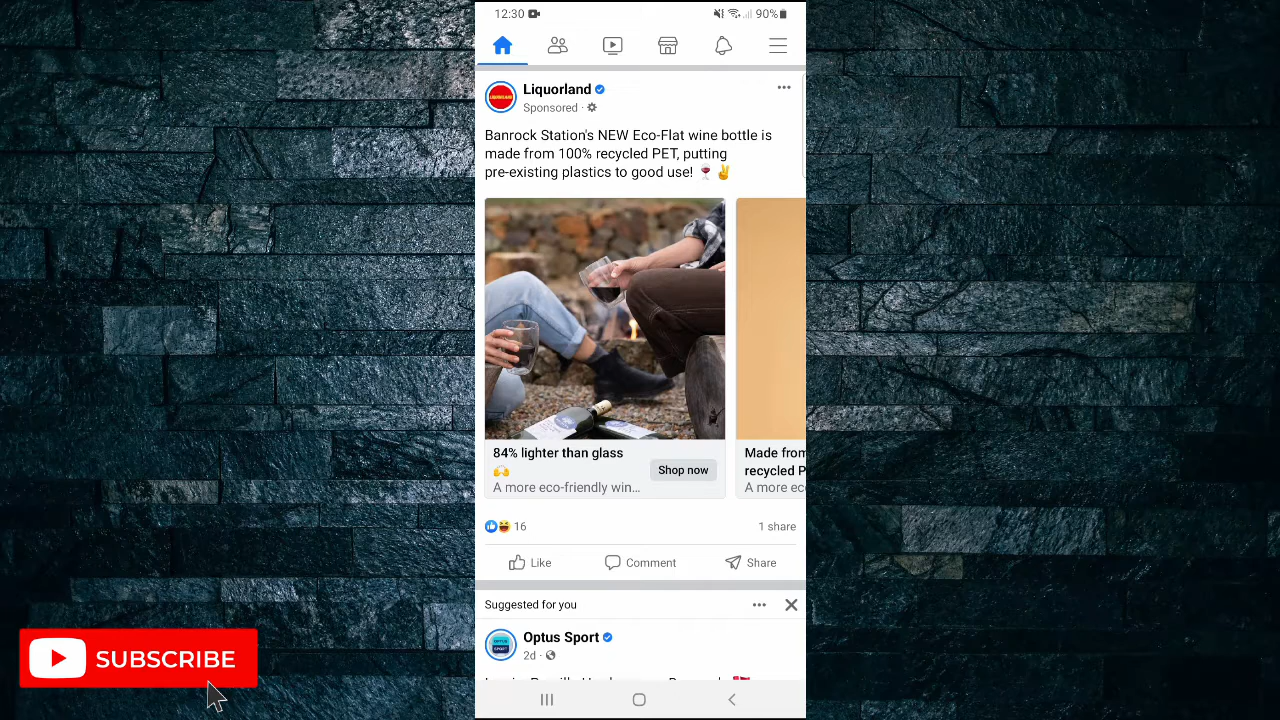 12:30
90%
Liquorland
Sponsored ·
Banrock Station's NEW Eco-Flat wine bottle is
made from 100% recycled PET, putting
pre-existing plastics to good use! 🍷✌
84% lighter than glass
🙌
Shop now
A more eco-friendly win...
Made from
recycled P
A more ec
16
1 share
Like
Comment
Share
Suggested for you
OPTUS
SPORT
Optus Sport
2d ·
SUBSCRIBE